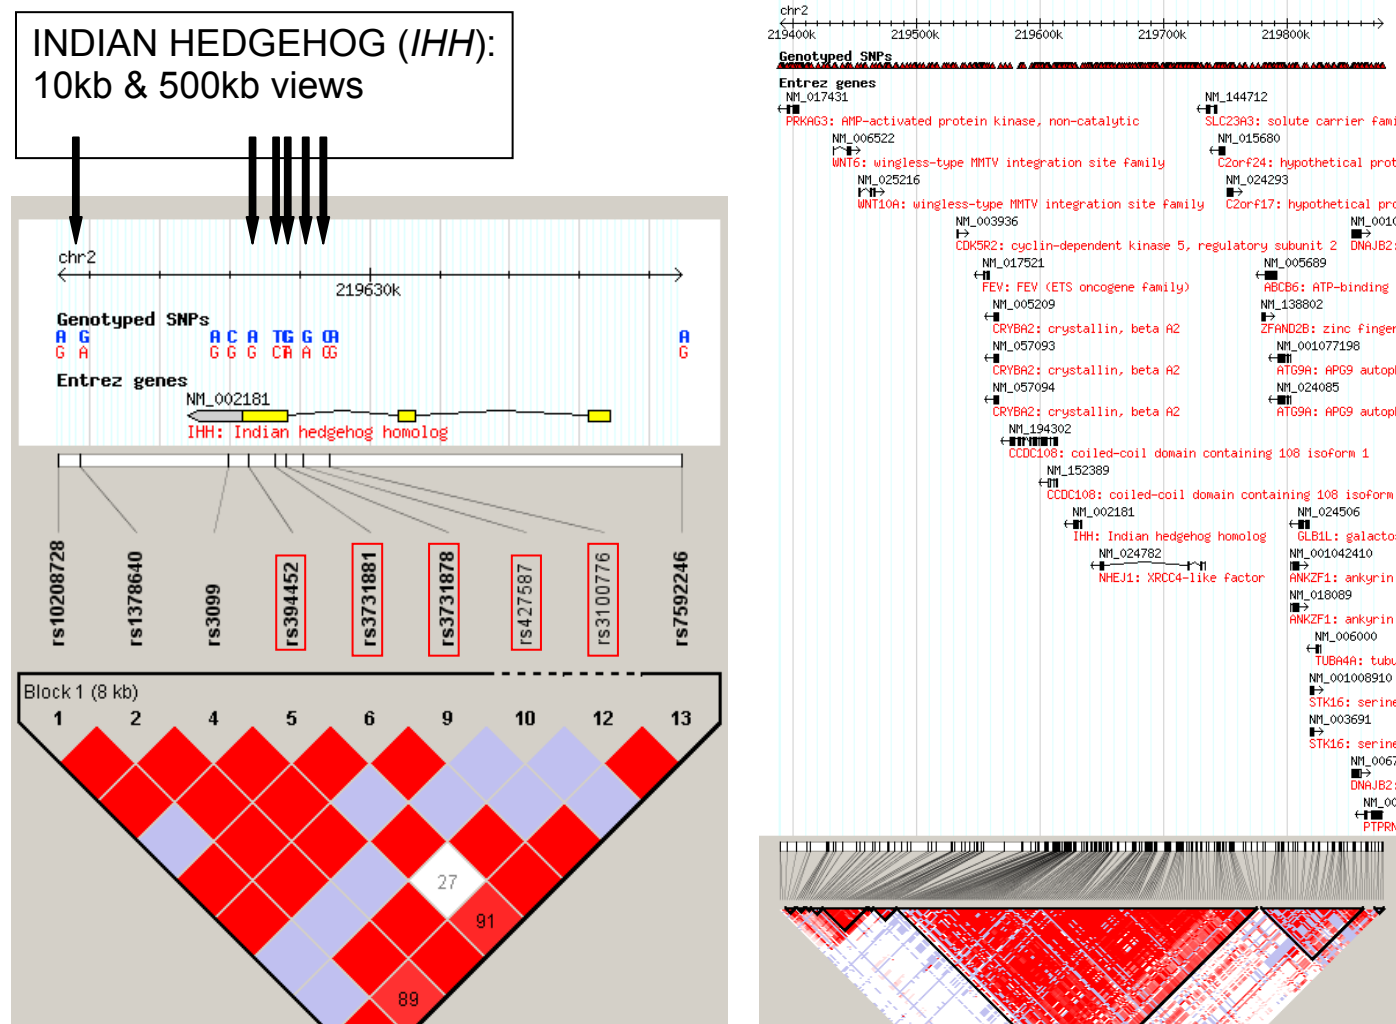 INDIAN HEDGEHOG (IHH):
10kb & 500kb views
chr2
219630k
Genotyped SNPs
A G A C A TG G CA
A
G A G G G CA A CG
G
Entrez genes
NM_002181
IHH: Indian hedgehog homolog
rs10208728
rs1378640
rs3099
rs394452
rs3731881
rs3731878
rs427587
rs3100776
rs7592246
Block 1 (8 kb)
1 2 4 5 6 9 10 12 13
27
91
89
chr2
219400k 219500k 219600k 219700k 219800k
Genotyped SNPs
Entrez genes
NM_017431
PRKAG3: AMP-activated protein kinase, non-catalytic
NM_006522
WNT6: wingless-type MMTV integration site family
NM_025216
WNT10A: wingless-type MMTV integration site family
NM_003936
CDK5R2: cyclin-dependent kinase 5, regulatory subunit 2
NM_017521
FEV: FEV (ETS oncogene family)
NM_005209
CRYBA2: crystallin, beta A2
NM_057093
CRYBA2: crystallin, beta A2
NM_057094
CRYBA2: crystallin, beta A2
NM_194302
CCDC108: coiled-coil domain containing 108 isoform 1
NM_152389
CCDC108: coiled-coil domain containing 108 isoform
NM_002181
IHH: Indian hedgehog homolog
NM_024782
NHEJ1: XRCC4-like factor
NM_144712
SLC23A3: solute carrier fami
NM_015680
C2orf24: hypothetical prot
NM_024293
C2orf17: hypothetical pro
NM_001
DNAJB2:
NM_005689
ABCB6: ATP-binding
NM_138802
ZFAND2B: zinc finger
NM_001077198
ATG9A: APG9 autop
NM_024085
ATG9A: APG9 autop
NM_024506
GLB1L: galacto
NM_001042410
ANKZF1: ankyrin
NM_018089
ANKZF1: ankyrin
NM_006000
TUBA4A: tubu
NM_001008910
STK16: serine
NM_003691
STK16: serine
NM_0067
DNAJB2:
NM_00
PTPRN